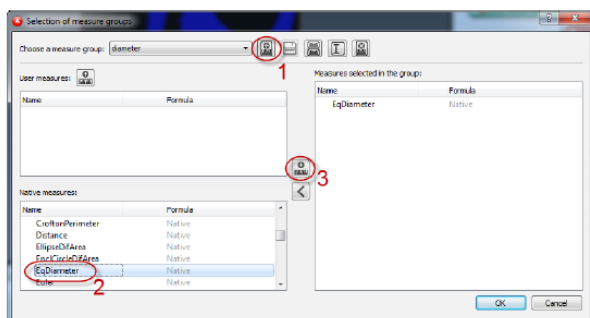 Selection of measure groups
Choose a measure group: diameter
1
User measures:
Name Formula
Measures selected in the group:
Name Formula
EqDiameter Native
3
Native measures:
Name Formula
CroftonPerimeter Native
Distance Native
EllipseDifArea Native
EnclCircleDifArea Native
EqDiameter Native
Euler Native
2
OK Cancel